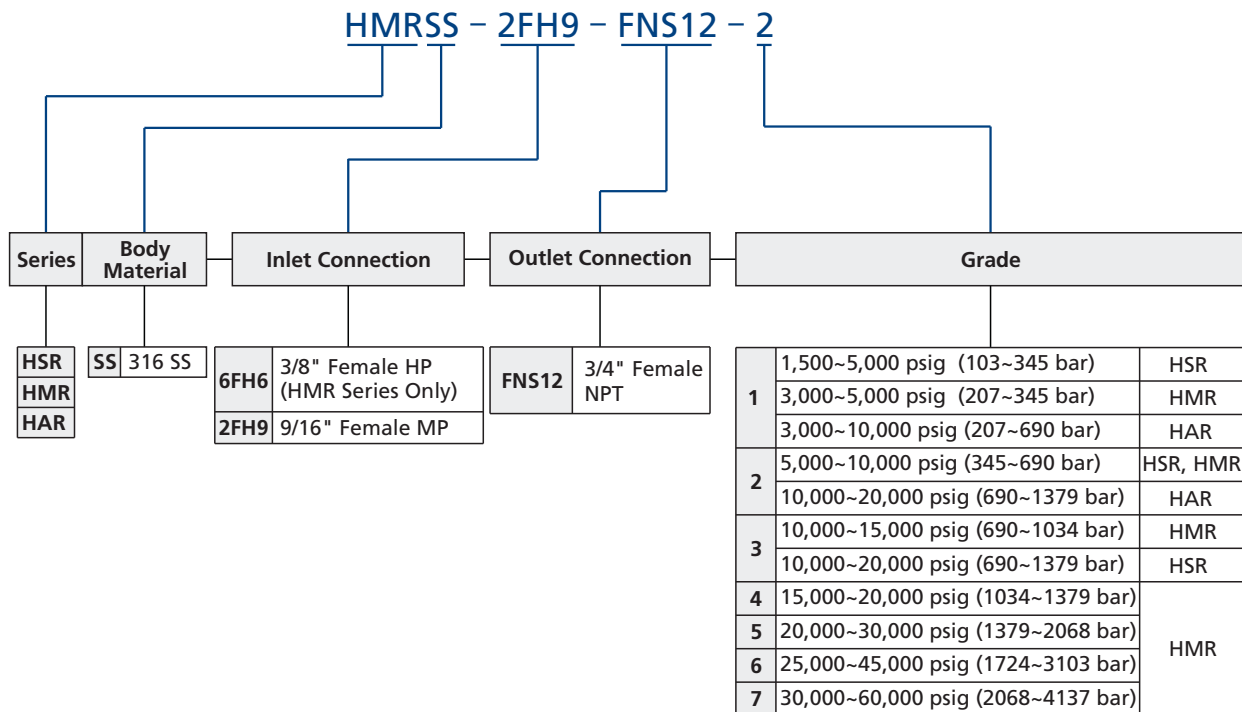 HMRSS – 2FH9 – FNS12 – 2
Series
Body
Material
Inlet Connection
Outlet Connection
Grade
HSR
HMR
HAR
SS 316 SS
6FH6 3/8" Female HP
(HMR Series Only)
2FH9 9/16" Female MP
FNS12 3/4" Female
NPT
1 1,500~5,000 psig (103~345 bar) HSR
3,000~5,000 psig (207~345 bar) HMR
3,000~10,000 psig (207~690 bar) HAR
2 5,000~10,000 psig (345~690 bar) HSR, HMR
10,000~20,000 psig (690~1379 bar) HAR
3 10,000~15,000 psig (690~1034 bar) HMR
10,000~20,000 psig (690~1379 bar) HSR
4 15,000~20,000 psig (1034~1379 bar)
5 20,000~30,000 psig (1379~2068 bar)
HMR
6 25,000~45,000 psig (1724~3103 bar)
7 30,000~60,000 psig (2068~4137 bar)